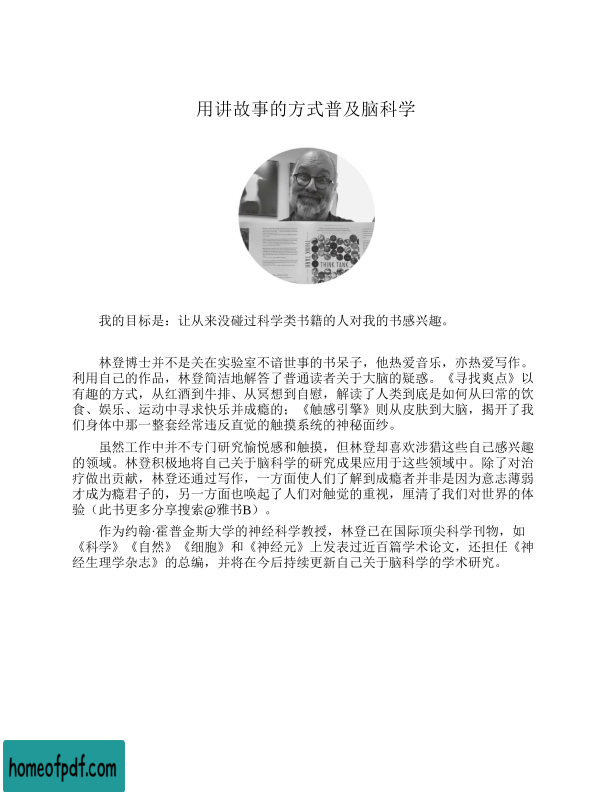 用讲故事的方式普及脑科学
THINK TANK
THINK TANK
我的目标是：让从来没碰过科学类书籍的人对我的书感兴趣。
林登博士并不是关在实验室不谙世事的书呆子，他热爱音乐，亦热爱写作。
利用自己的作品，林登简洁地解答了普通读者关于大脑的疑惑。《寻找爽点》以
有趣的方式，从红酒到牛排、从冥想到自慰，解读了人类到底是如何从日常的饮
食、娱乐、运动中寻求快乐并成瘾的；《触感引擎》则从皮肤到大脑，揭开了我
们身体中那一整套经常违反直觉的触摸系统的神秘面纱。
虽然工作中并不专门研究愉悦感和触摸，但林登却喜欢涉猎这些自己感兴趣
的领域。林登积极地将自己关于脑科学的研究成果应用于这些领域中。除了对治
疗做出贡献，林登还通过写作，一方面使人们了解到成瘾者并非是因为意志薄弱
才成为瘾君子的，另一方面也唤起了人们对触觉的重视，厘清了我们对世界的体
验（此书更多分享搜索@雅书B）。
作为约翰·霍普金斯大学的神经科学教授，林登已在国际顶尖科学刊物，如
《科学》《自然》《细胞》和《神经元》上发表过近百篇学术论文，还担任《神
经生理学杂志》的总编，并将在今后持续更新自己关于脑科学的学术研究。
homeofpdf.com